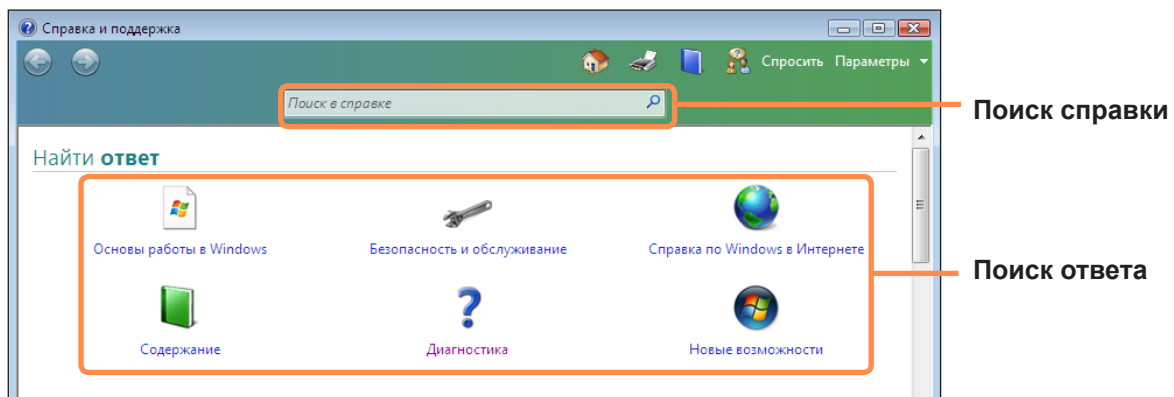 Справка и поддержка
Спросить Параметры
Поиск в справке
Поиск справки
Найти ответ
Основы работы в Windows
Безопасность и обслуживание
Справка по Windows в Интернете
Поиск ответа
Содержание
Диагностика
Новые возможности